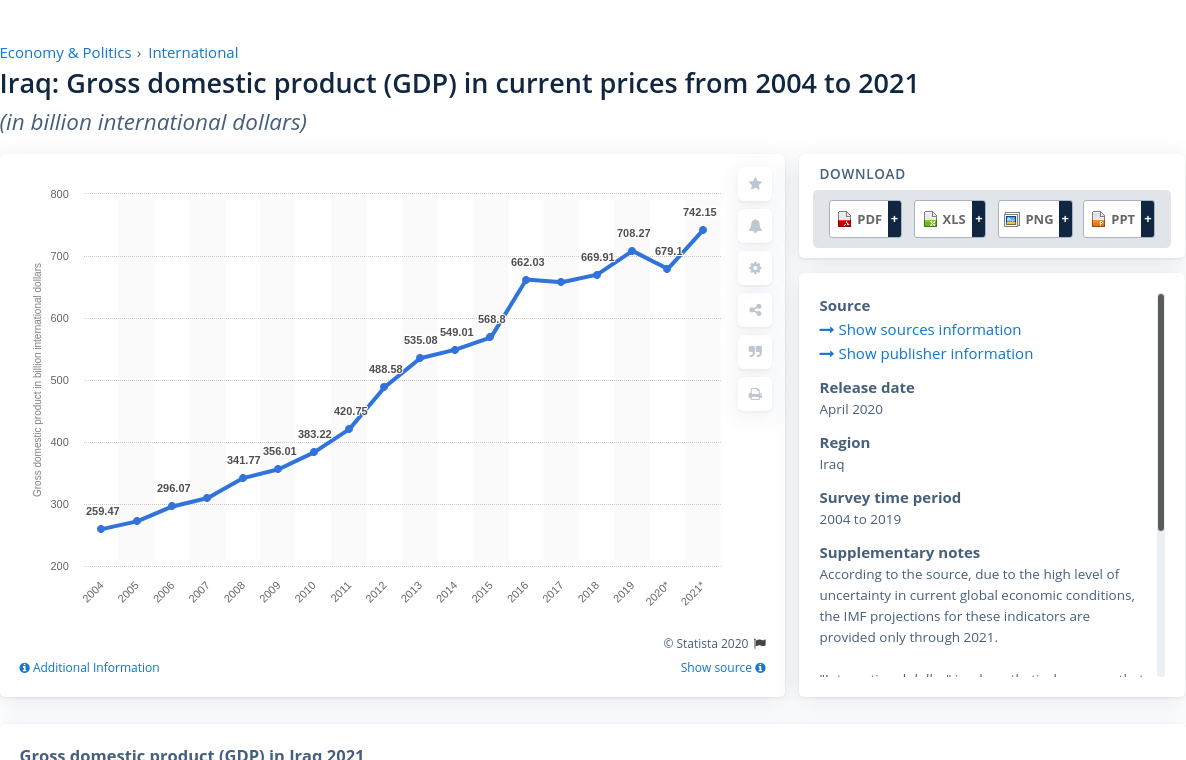 Economy & Politics › International
Iraq: Gross domestic product (GDP) in current prices from 2004 to 2021
(in billion international dollars)
Gross domestic product in billion international dollars
800
700
600
500
400
300
200
259.47
296.07
341.77
356.01
383.22
420.75
488.58
535.08
549.01
568.8
662.03
669.91
708.27
679.1
742.15
2004
2005
2006
2007
2008
2009
2010
2011
2012
2013
2014
2015
2016
2017
2018
2019
2020*
2021*
© Statista 2020
Additional Information
Show source
DOWNLOAD
PDF +
XLS +
PNG +
PPT +
Source
Show sources information
Show publisher information
Release date
April 2020
Region
Iraq
Survey time period
2004 to 2019
Supplementary notes
According to the source, due to the high level of
uncertainty in current global economic conditions,
the IMF projections for these indicators are
provided only through 2021.
Gross domestic product (GDP) in Iraq 2021